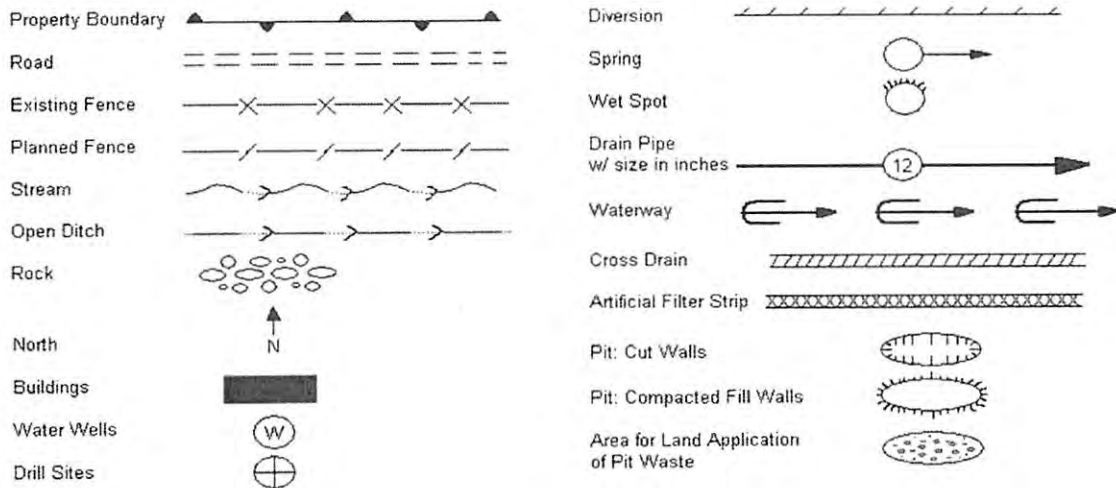 Property Boundary
Road
Existing Fence
Planned Fence
Stream
Open Ditch
Rock
North
N
Buildings
Water Wells
W
Drill Sites
Diversion
Spring
Wet Spot
Drain Pipe
w/ size in inches
12
Waterway
Cross Drain
Artificial Filter Strip
Pit: Cut Walls
Pit: Compacted Fill Walls
Area for Land Application
of Pit Waste